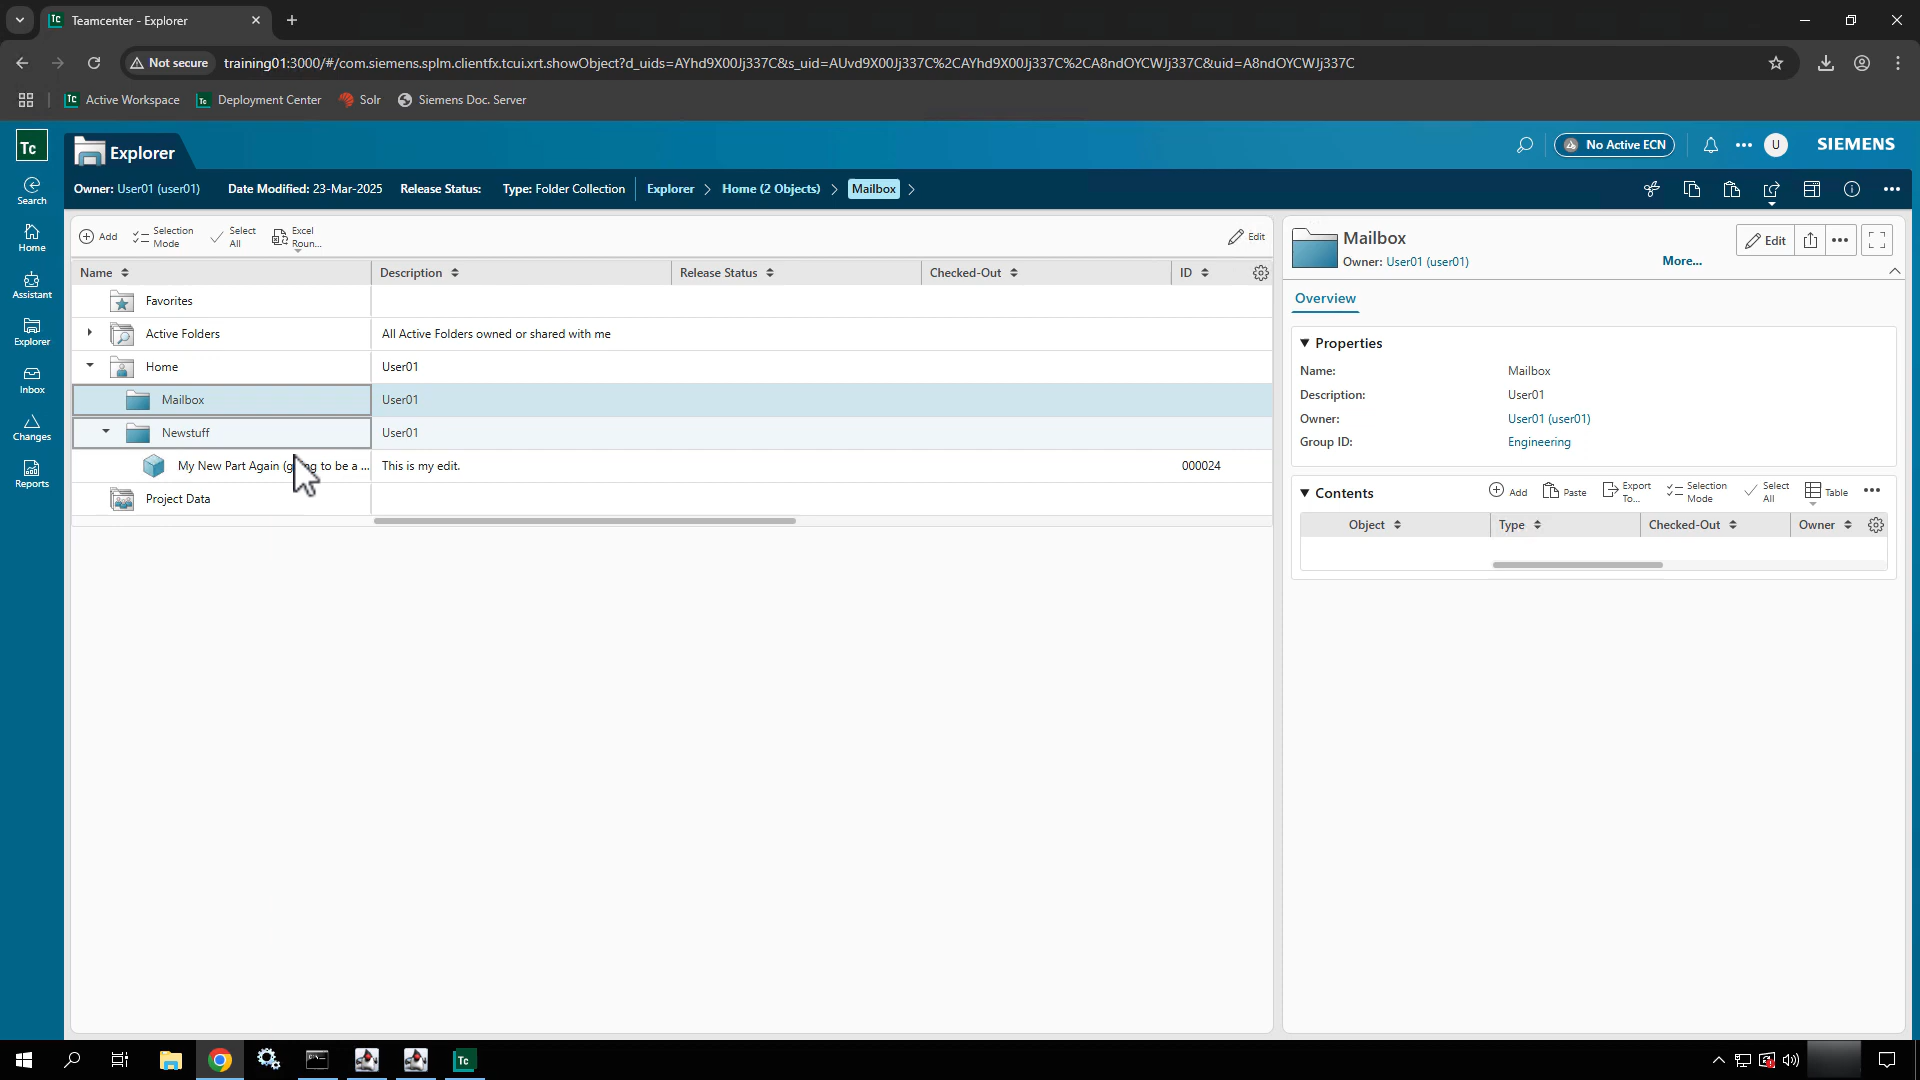 Teamcenter - Explorer
Not secure
training01:3000/#/com.siemens.splm.clientfx.tcui.xrt.showObject?d_uids=AYhd9X00Jj337C&s_uid=AUvd9X00Jj337C%2CAYhd9X00Jj337C%2CA8ndOYCWJj337C&uid=A8ndOYCWJj337C
Active Workspace
Deployment Center
Solr
Siemens Doc. Server
Tc
Explorer
No Active ECN
U
SIEMENS
Owner: User01 (user01)
Date Modified: 23-Mar-2025
Release Status:
Type: Folder Collection
Explorer
Home (2 Objects)
Mailbox
Search
Home
Assistant
Explorer
Inbox
Changes
Reports
Add
Selection Mode
Select All
Excel Roun...
Edit
Name
Description
Release Status
Checked-Out
ID
Favorites
Active Folders
All Active Folders owned or shared with me
Home
User01
Mailbox
User01
Newstuff
User01
My New Part Again (going to be a ...
This is my edit.
000024
Project Data
Mailbox
Owner: User01 (user01)
More...
Edit
Overview
Properties
Name:
Mailbox
Description:
User01
Owner:
User01 (user01)
Group ID:
Engineering
Contents
Add
Paste
Export To...
Selection Mode
Select All
Table
Object
Type
Checked-Out
Owner
Tc